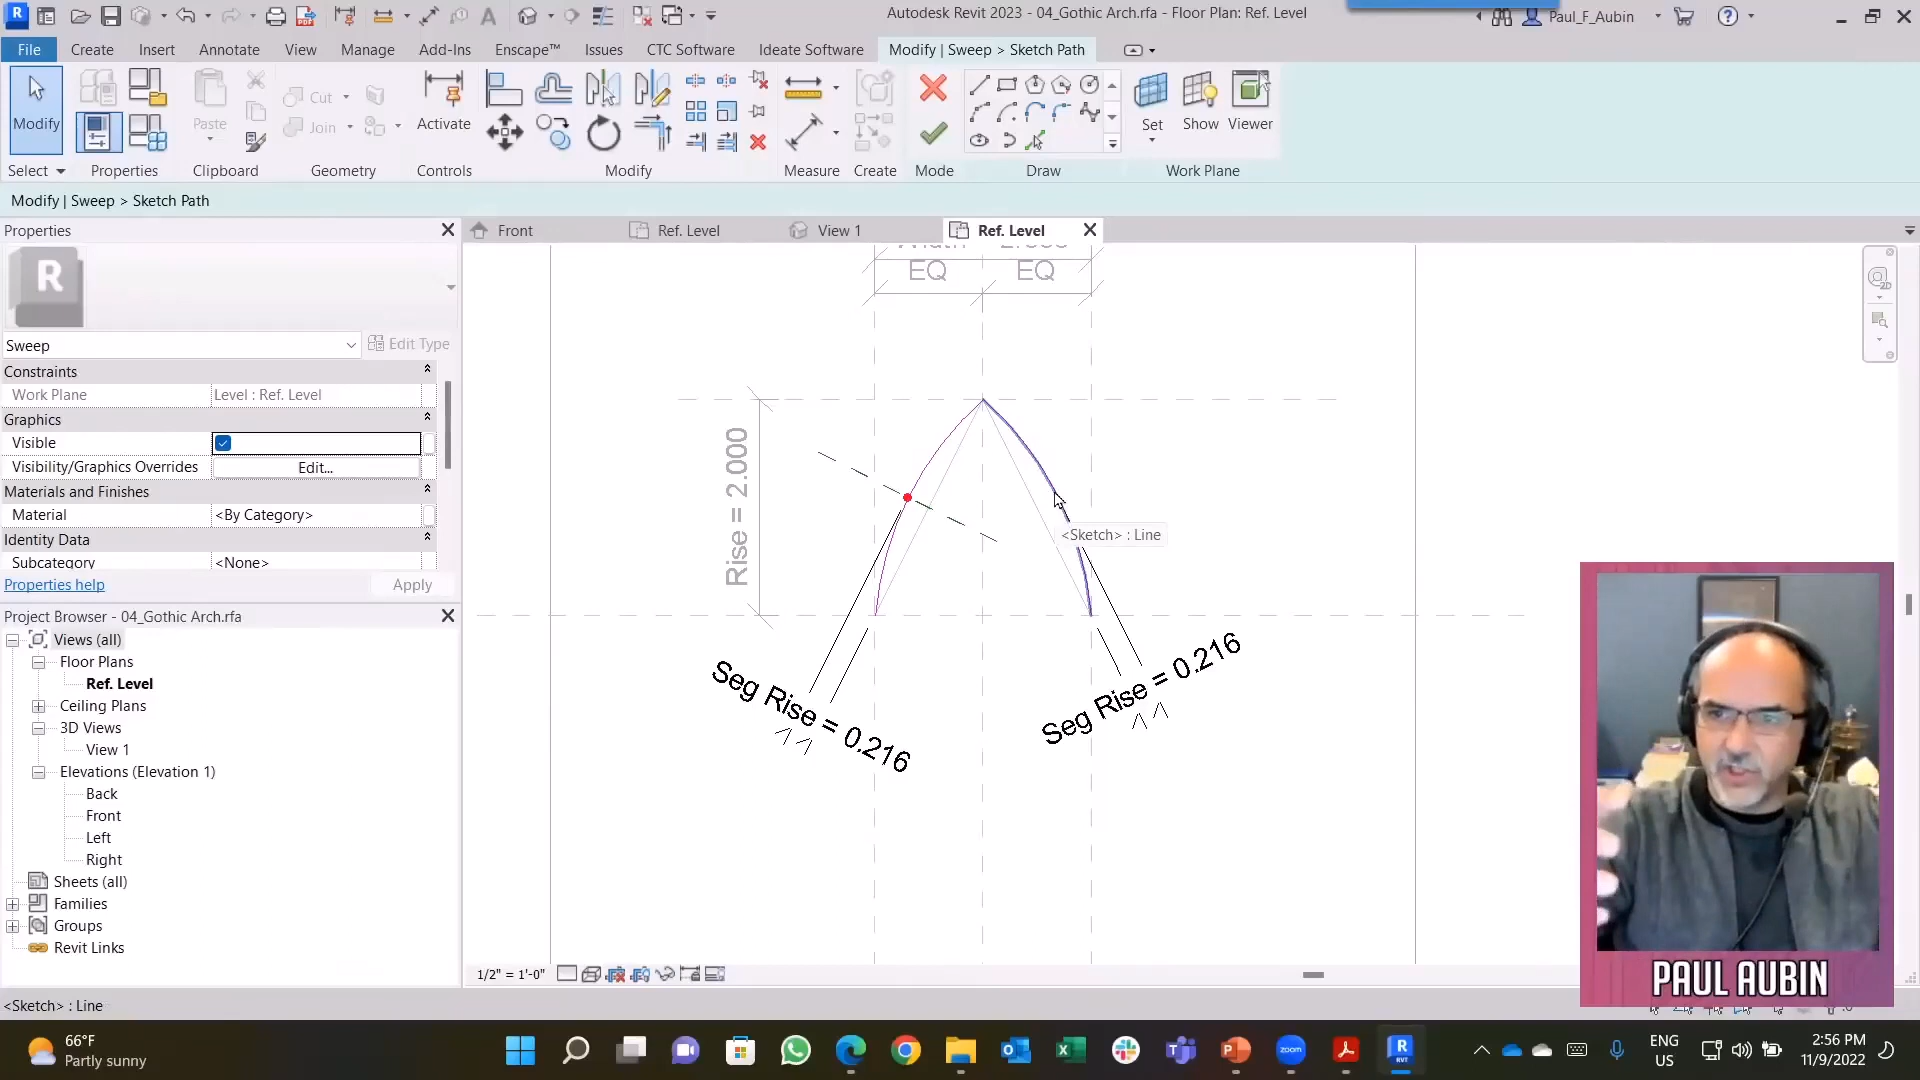 Autodesk Revit 2023 - 04_Gothic Arch.rfa - Floor Plan: Ref. Level
Paul_F_Aubin
File Create Insert Annotate View Manage Add-Ins Enscape™ Issues CTC Software Ideate Software Modify | Sweep > Sketch Path
Modify
Paste
Cut
Join
Activate
Set
Show
Viewer
Select
Properties
Clipboard
Geometry
Controls
Modify
Measure
Create
Mode
Draw
Work Plane
Modify | Sweep > Sketch Path
Properties
R
Sweep
Edit Type
Constraints
Work Plane Level : Ref. Level
Graphics
Visible
Visibility/Graphics Overrides Edit...
Materials and Finishes
Material <By Category>
Identity Data
Subcategory <None>
Properties help
Apply
Project Browser - 04_Gothic Arch.rfa
Views (all)
Floor Plans
Ref. Level
Ceiling Plans
3D Views
View 1
Elevations (Elevation 1)
Back
Front
Left
Right
Sheets (all)
Families
Groups
Revit Links
Front
Ref. Level
View 1
Ref. Level
EQ EQ
Rise = 2.000
<Sketch> : Line
Seg Rise = 0.216
Seg Rise = 0.216
2D
1/2" = 1'-0"
PAUL AUBIN
<Sketch> : Line
66°F
Partly sunny
zoom
R
RVT
ENG
US
2:56 PM
11/9/2022